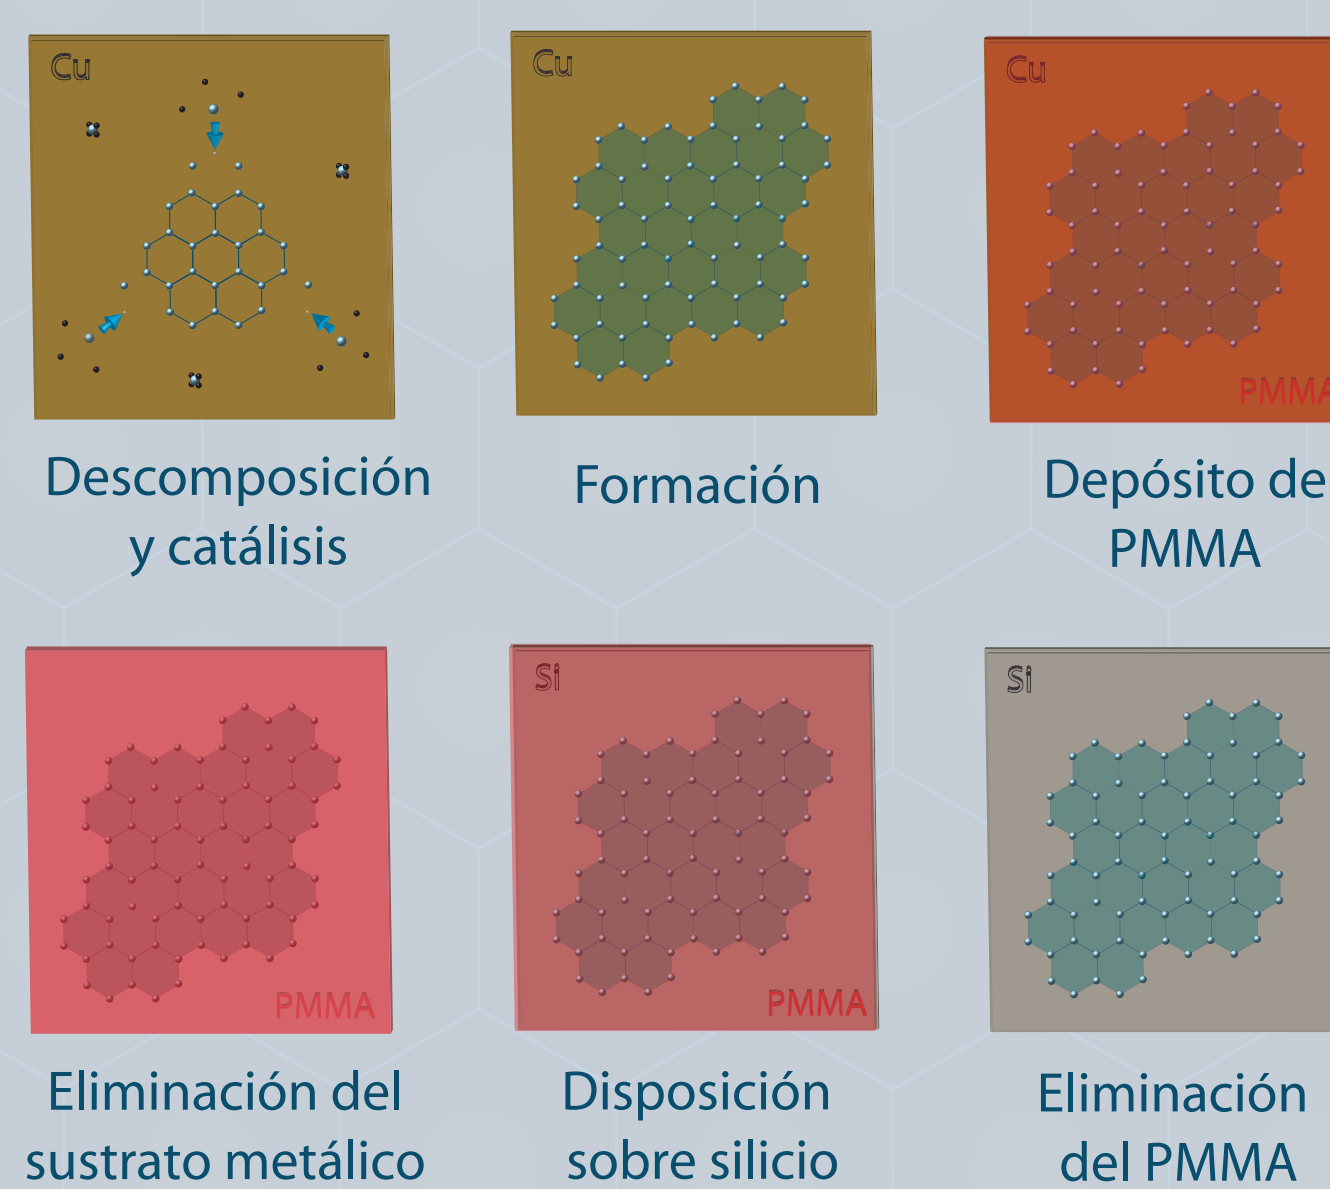 Cu
Cu
Cu
PMMA
Descomposición
y catálisis
Formación
Depósito de
PMMA
PMMA
Si
PMMA
Si
Eliminación del
sustrato metálico
Disposición
sobre silicio
Eliminación
del PMMA